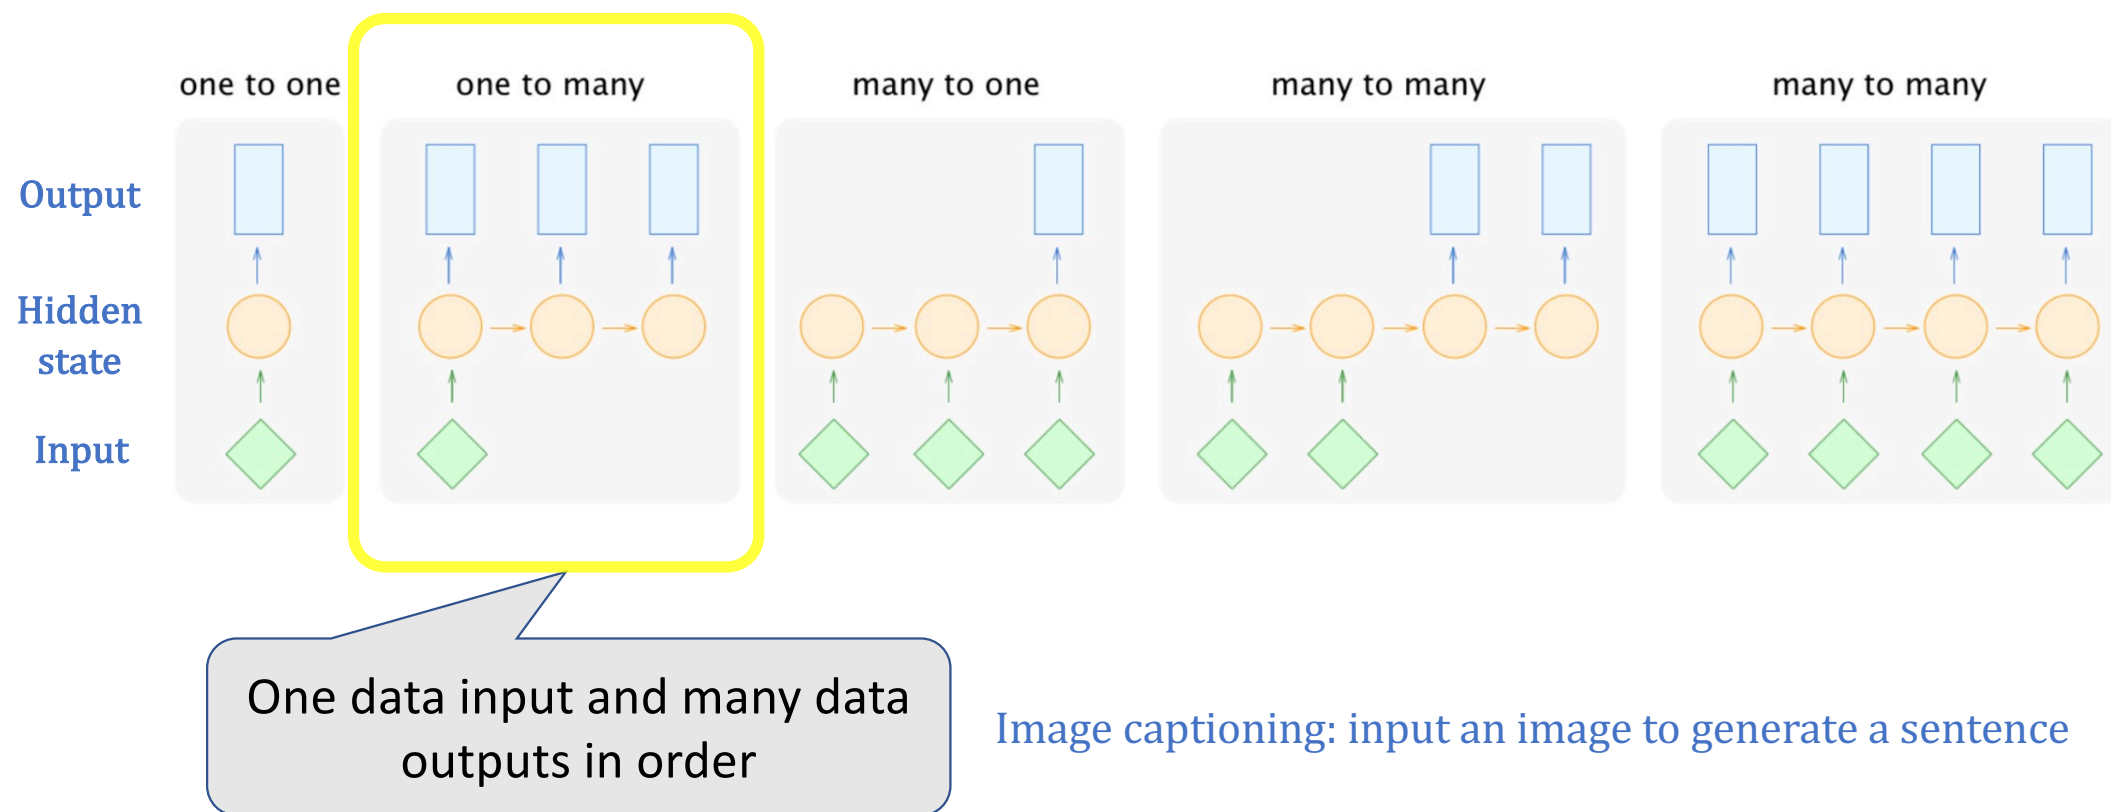 one to one
one to many
many to one
many to many
many to many
Output
Hidden
state
Input
One data input and many data
outputs in order
Image captioning: input an image to generate a sentence